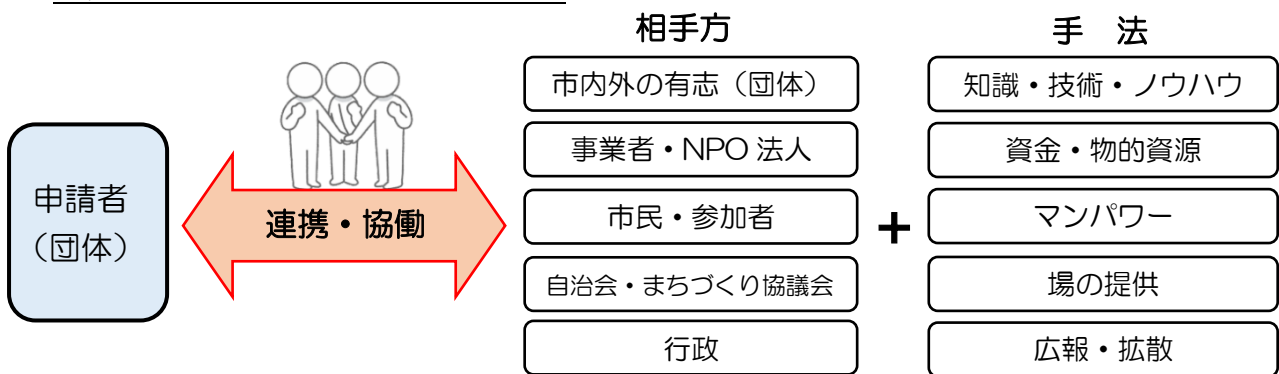 相手方
手　法
申請者
（団体）
連携・協働
市内外の有志（団体）
事業者・NPO 法人
市民・参加者
自治会・まちづくり協議会
行政
＋
知識・技術・ノウハウ
資金・物的資源
マンパワー
場の提供
広報・拡散